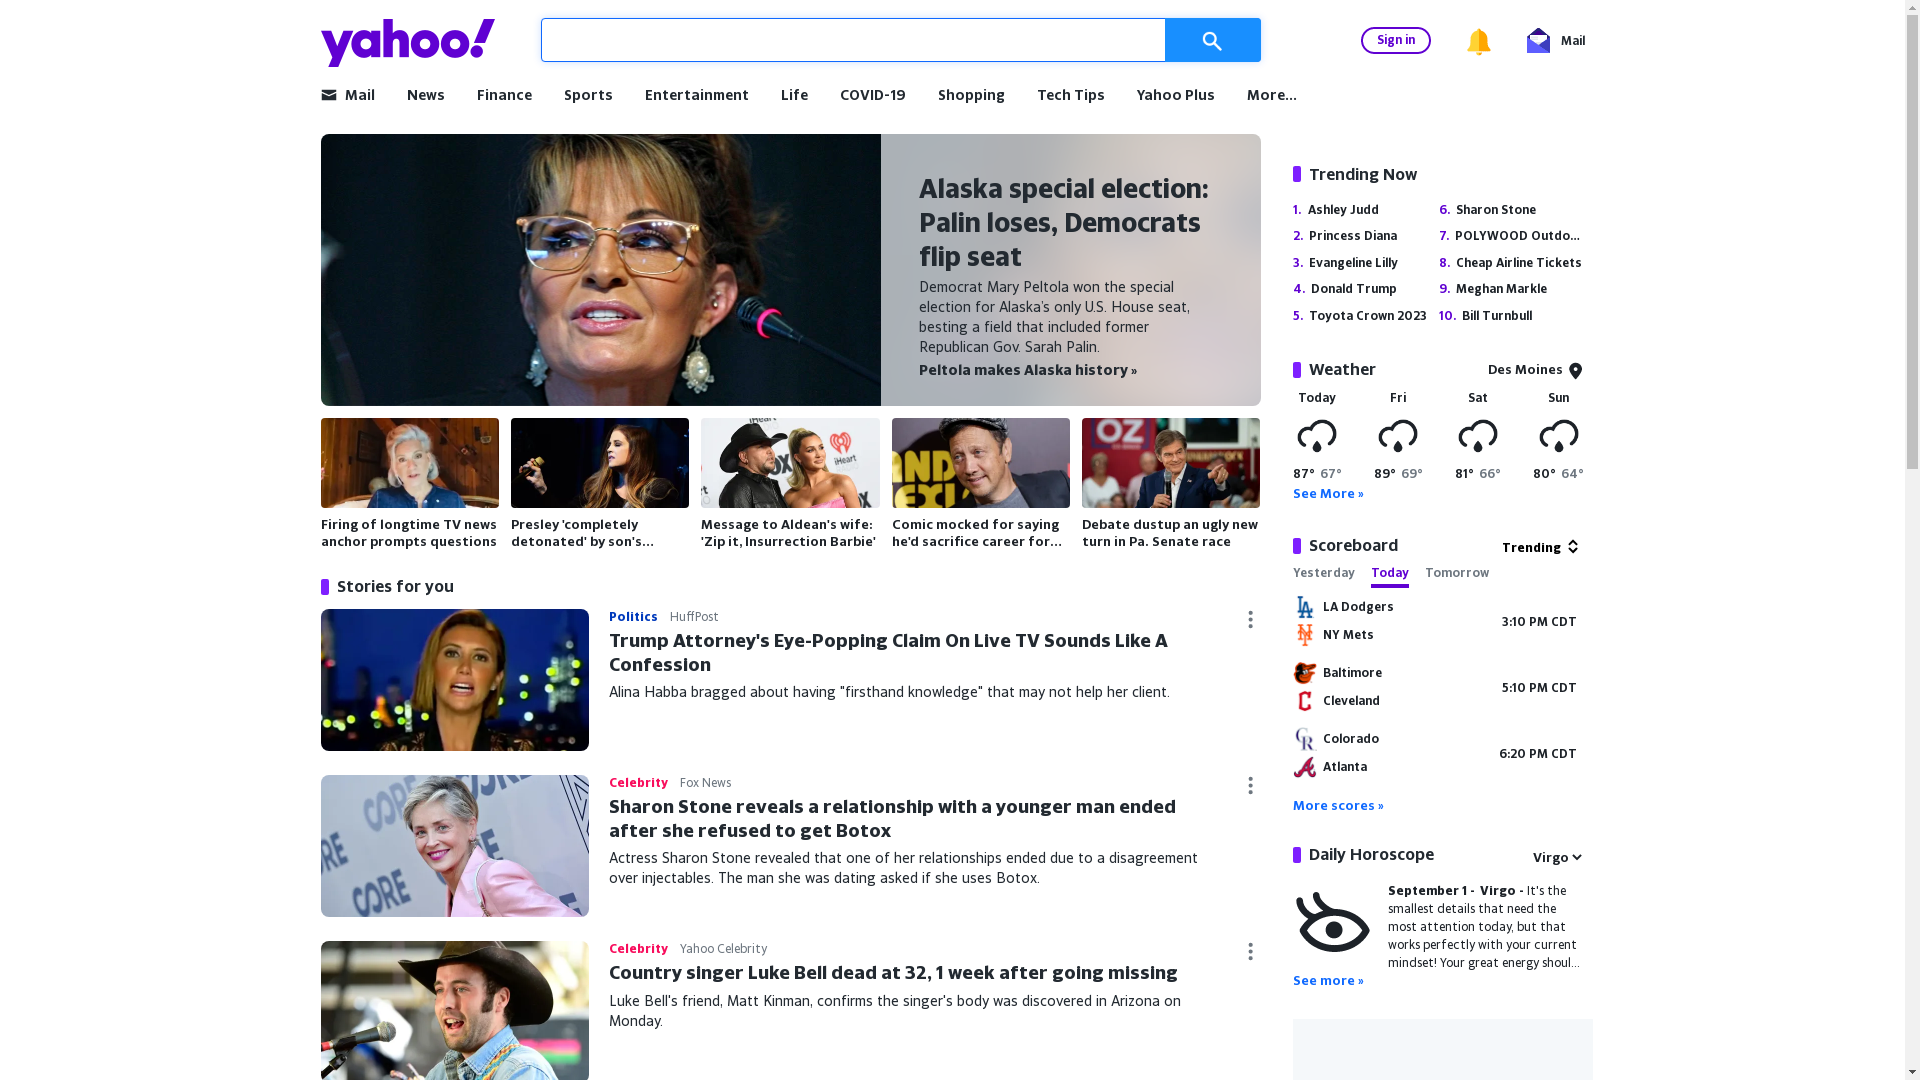 yahoo!
Sign in
Mail
Mail
News
Finance
Sports
Entertainment
Life
COVID-19
Shopping
Tech Tips
Yahoo Plus
More...
Alaska special election:
Palin loses, Democrats
flip seat
Democrat Mary Peltola won the special
election for Alaska's only U.S. House seat,
besting a field that included former
Republican Gov. Sarah Palin.
Peltola makes Alaska history »
Firing of longtime TV news
anchor prompts questions
Presley 'completely
detonated' by son's...
Message to Aldean's wife:
'Zip it, Insurrection Barbie'
Comic mocked for saying
he'd sacrifice career for...
OZ
Debate dustup an ugly new
turn in Pa. Senate race
Stories for you
Politics HuffPost
Trump Attorney's Eye-Popping Claim On Live TV Sounds Like A
Confession
Alina Habba bragged about having "firsthand knowledge" that may not help her client.
CORE
Celebrity Fox News
Sharon Stone reveals a relationship with a younger man ended
after she refused to get Botox
Actress Sharon Stone revealed that one of her relationships ended due to a disagreement
over injectables. The man she was dating asked if she uses Botox.
Celebrity Yahoo Celebrity
Country singer Luke Bell dead at 32, 1 week after going missing
Luke Bell's friend, Matt Kinman, confirms the singer's body was discovered in Arizona on
Monday.
Trending Now
1. Ashley Judd
2. Princess Diana
3. Evangeline Lilly
4. Donald Trump
5. Toyota Crown 2023
6. Sharon Stone
7. POLYWOOD Outdo...
8. Cheap Airline Tickets
9. Meghan Markle
10. Bill Turnbull
Weather
Des Moines
Today Fri Sat Sun
87° 67° 89° 69° 81° 66° 80° 64°
See More »
Scoreboard
Trending
Yesterday Today Tomorrow
LA Dodgers
NY Mets
3:10 PM CDT
Baltimore
Cleveland
5:10 PM CDT
Colorado
Atlanta
6:20 PM CDT
More scores »
Daily Horoscope
Virgo
September 1 - Virgo - It's the
smallest details that need the
most attention today, but that
works perfectly with your current
mindset! Your great energy shoul...
See more »